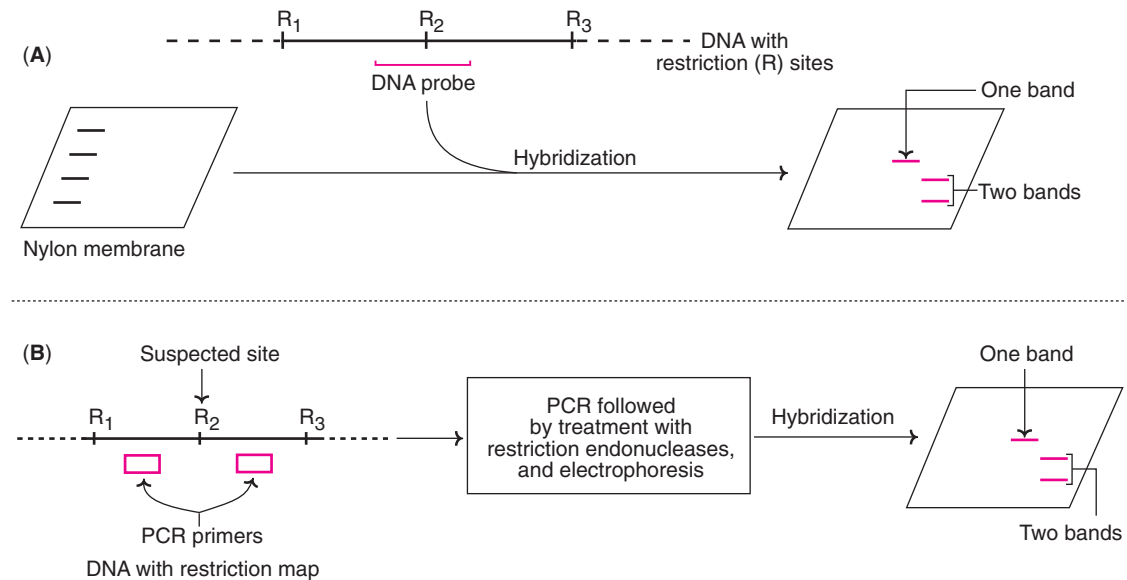 (A)
R1 R2 R3
DNA with
restriction (R) sites
DNA probe
One band
Hybridization
Two bands
Nylon membrane
(B)
Suspected site
R1 R2 R3
PCR primers
DNA with restriction map
PCR followed
by treatment with
restriction endonucleases,
and electrophoresis
Hybridization
One band
Two bands